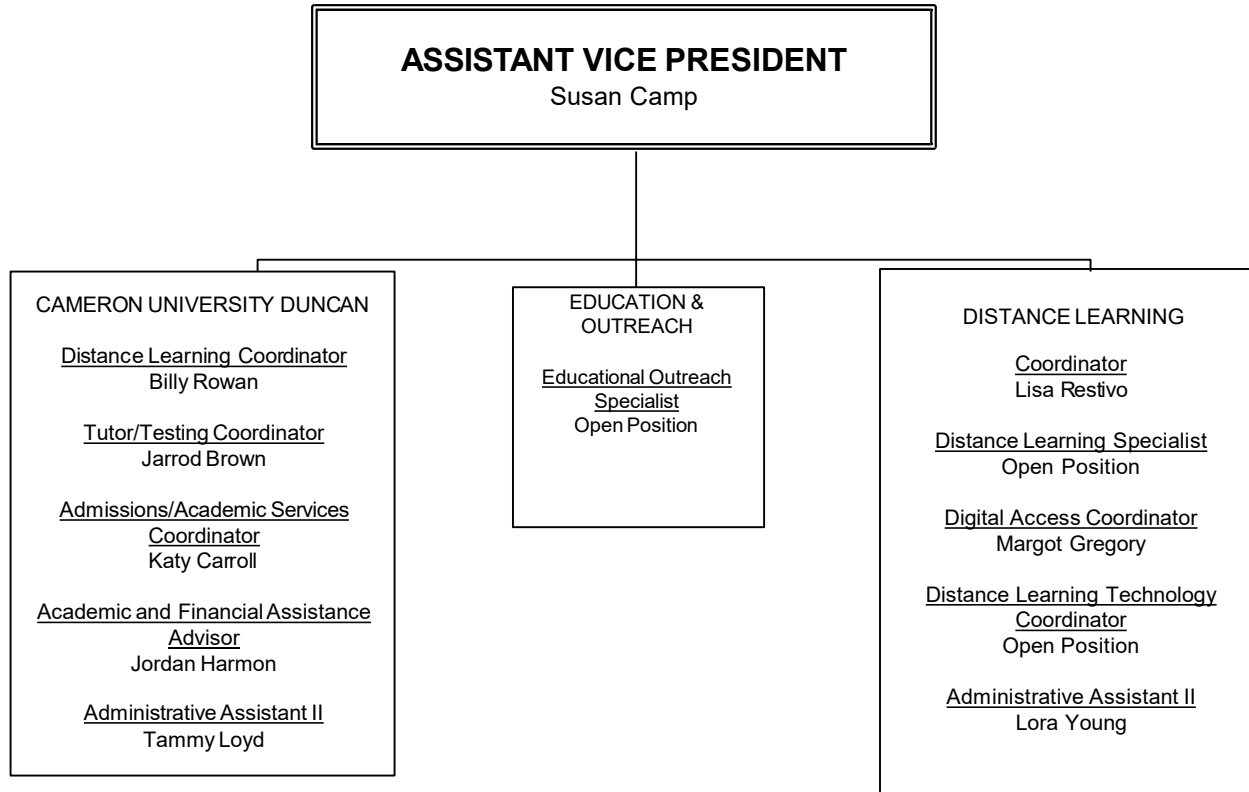 ASSISTANT VICE PRESIDENT
Susan Camp
CAMERON UNIVERSITY DUNCAN
Distance Learning Coordinator
Billy Rowan
Tutor/Testing Coordinator
Jarrod Brown
Admissions/Academic Services
Coordinator
Katy Carroll
Academic and Financial Assistance
Advisor
Jordan Harmon
Administrative Assistant II
Tammy Loyd
EDUCATION &
OUTREACH
Educational Outreach
Specialist
Open Position
DISTANCE LEARNING
Coordinator
Lisa Restivo
Distance Learning Specialist
Open Position
Digital Access Coordinator
Margot Gregory
Distance Learning Technology
Coordinator
Open Position
Administrative Assistant II
Lora Young